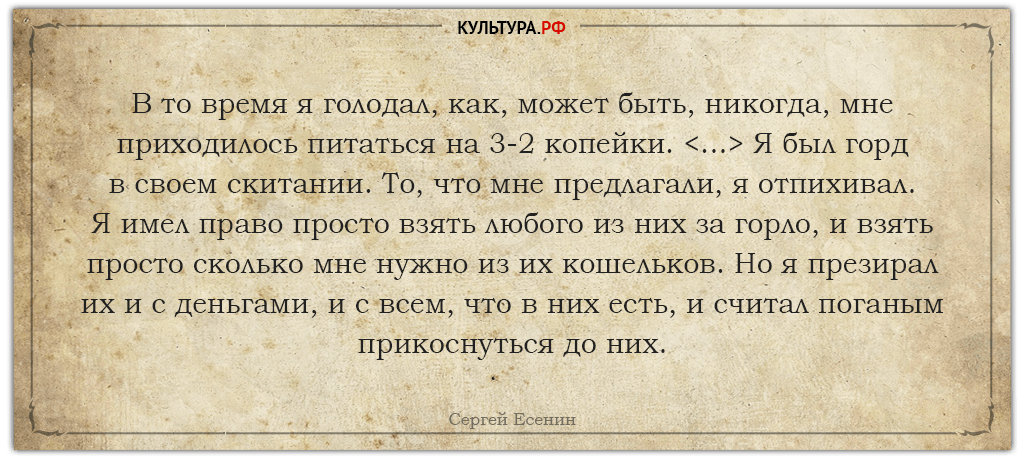 КУЛЬТУРА.РФ
В то время я голодал, как, может быть, никогда, мне
приходилось питаться на 3-2 копейки. <...> Я был горд
в своем скитании. То, что мне предлагали, я отпихивал.
Я имел право просто взять любого из них за горло, и взять
просто сколько мне нужно из их кошельков. Но я презирал
их и с деньгами, и с всем, что в них есть, и считал поганым
прикоснуться до них.
Сергей Есенин